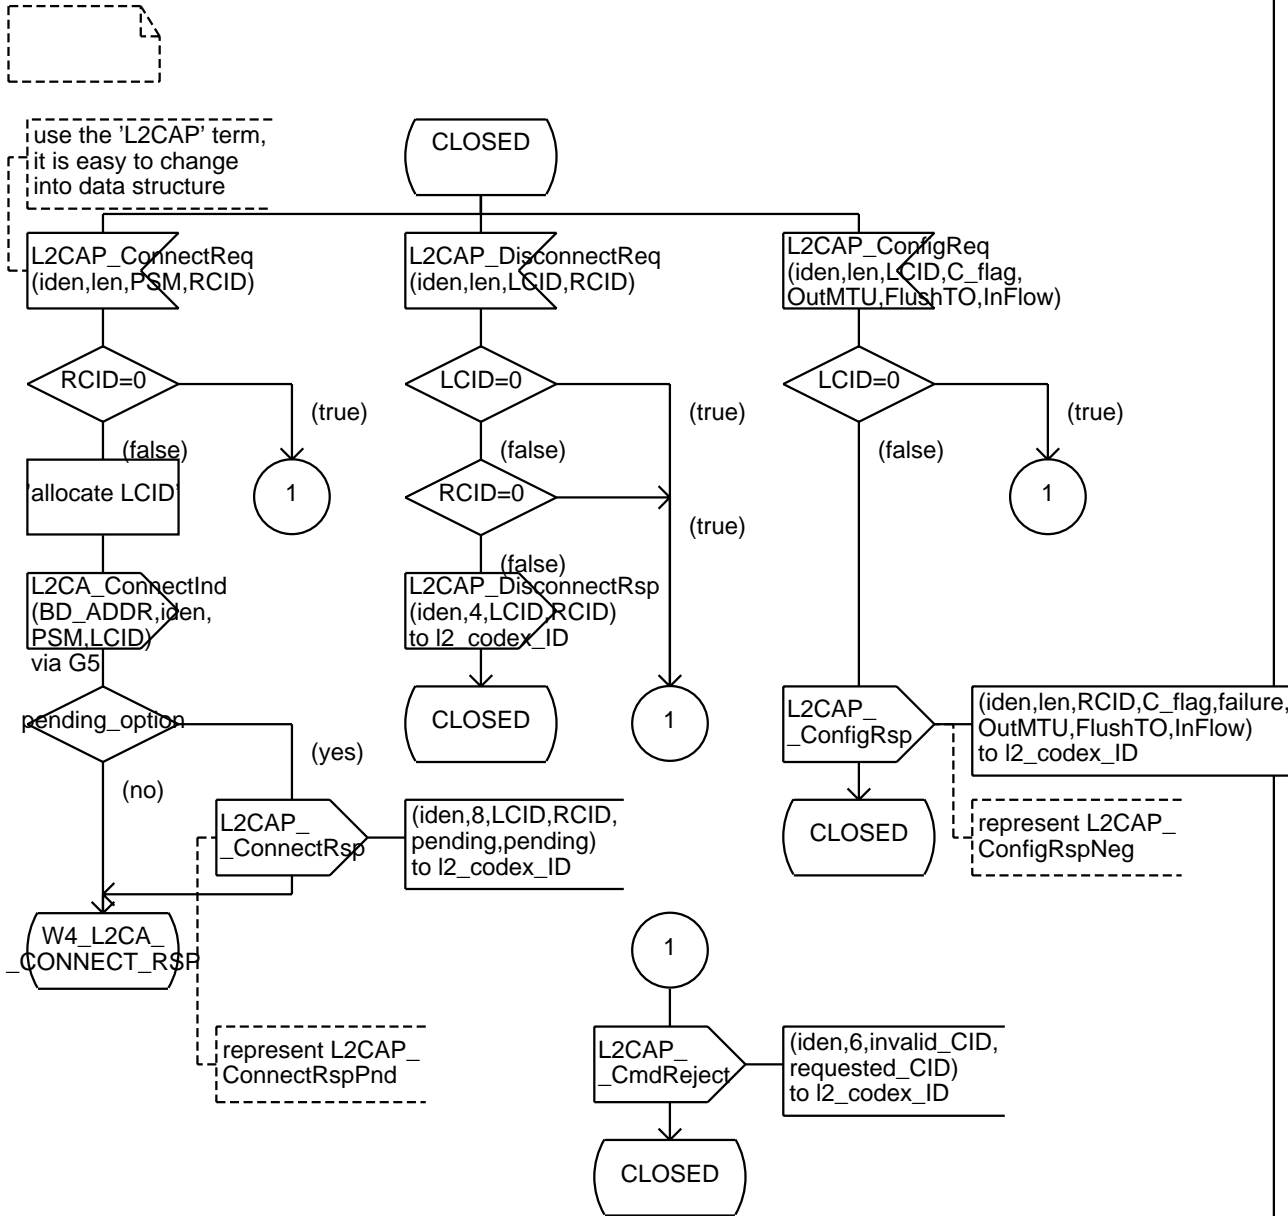 use the 'L2CAP' term,
it is easy to change
into data structure
CLOSED
L2CAP_ConnectReq
(iden,len,PSM,RCID)
L2CAP_DisconnectReq
(iden,len,LCID,RCID)
L2CAP_ConfigReq
(iden,len,LCID,C_flag,
OutMTU,FlushTO,InFlow)
RCID=0
(true)
(false)
LCID=0
(true)
(false)
LCID=0
(true)
(false)
'allocate LCID'
1
RCID=0
(true)
(false)
1
L2CA_ConnectInd
(BD_ADDR,iden,
PSM,LCID)
via G5
L2CAP_DisconnectRsp
(iden,4,LCID,RCID)
to l2_codex_ID
pending_option
(yes)
(no)
CLOSED
1
L2CAP_
_ConfigRsp
(iden,len,RCID,C_flag,failure,
OutMTU,FlushTO,InFlow)
to l2_codex_ID
L2CAP_
_ConnectRsp
(iden,8,LCID,RCID,
pending,pending)
to l2_codex_ID
CLOSED
represent L2CAP_
ConfigRspNeg
W4_L2CA_
_CONNECT_RSP
1
represent L2CAP_
ConnectRspPnd
L2CAP_
_CmdReject
(iden,6,invalid_CID,
requested_CID)
to l2_codex_ID
CLOSED